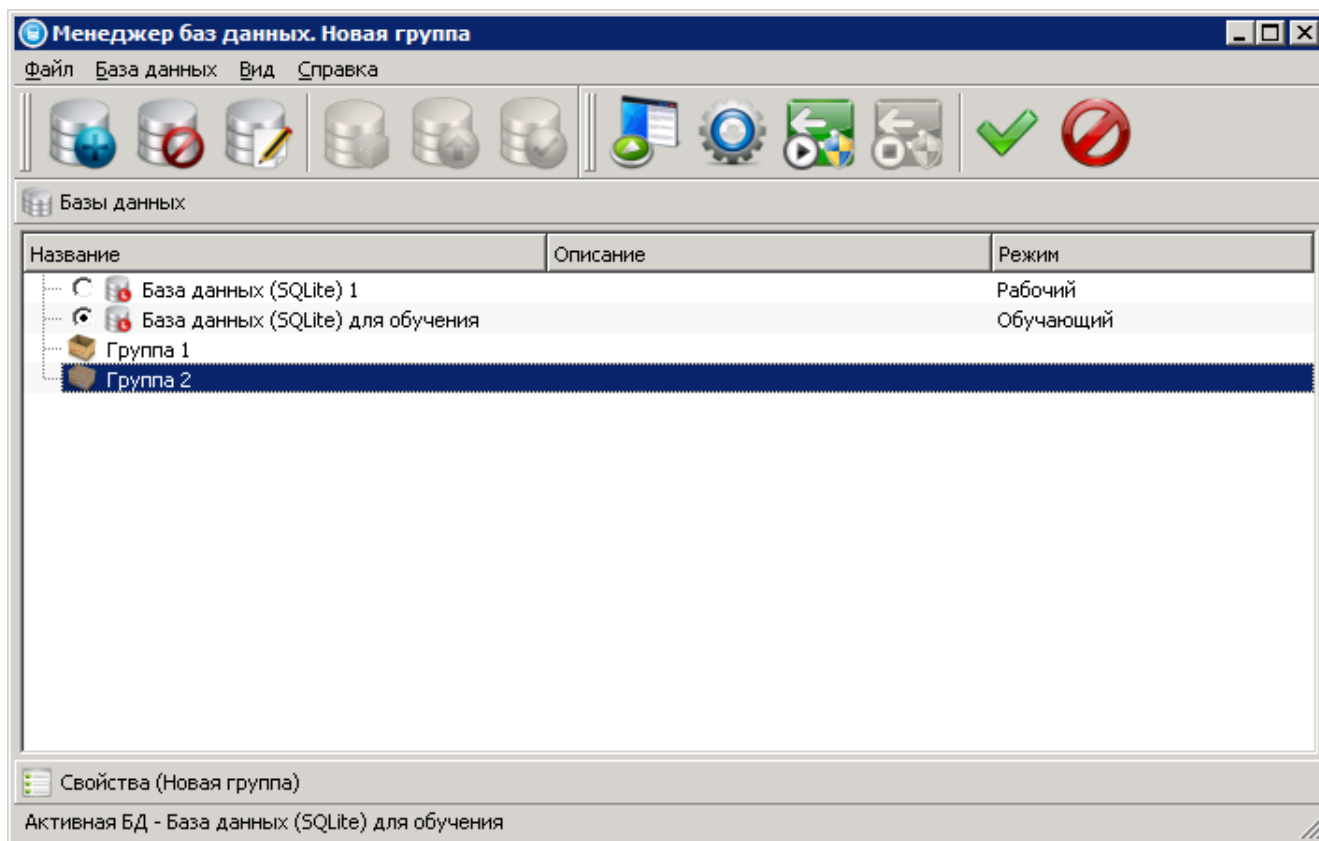 Менеджер баз данных. Новая группа
Файл База данных Вид Справка
Базы данных
Название Описание Режим
База данных (SQLite) 1 Рабочий
База данных (SQLite) для обучения Обучающий
Группа 1
Группа 2
Свойства (Новая группа)
Активная БД - База данных (SQLite) для обучения